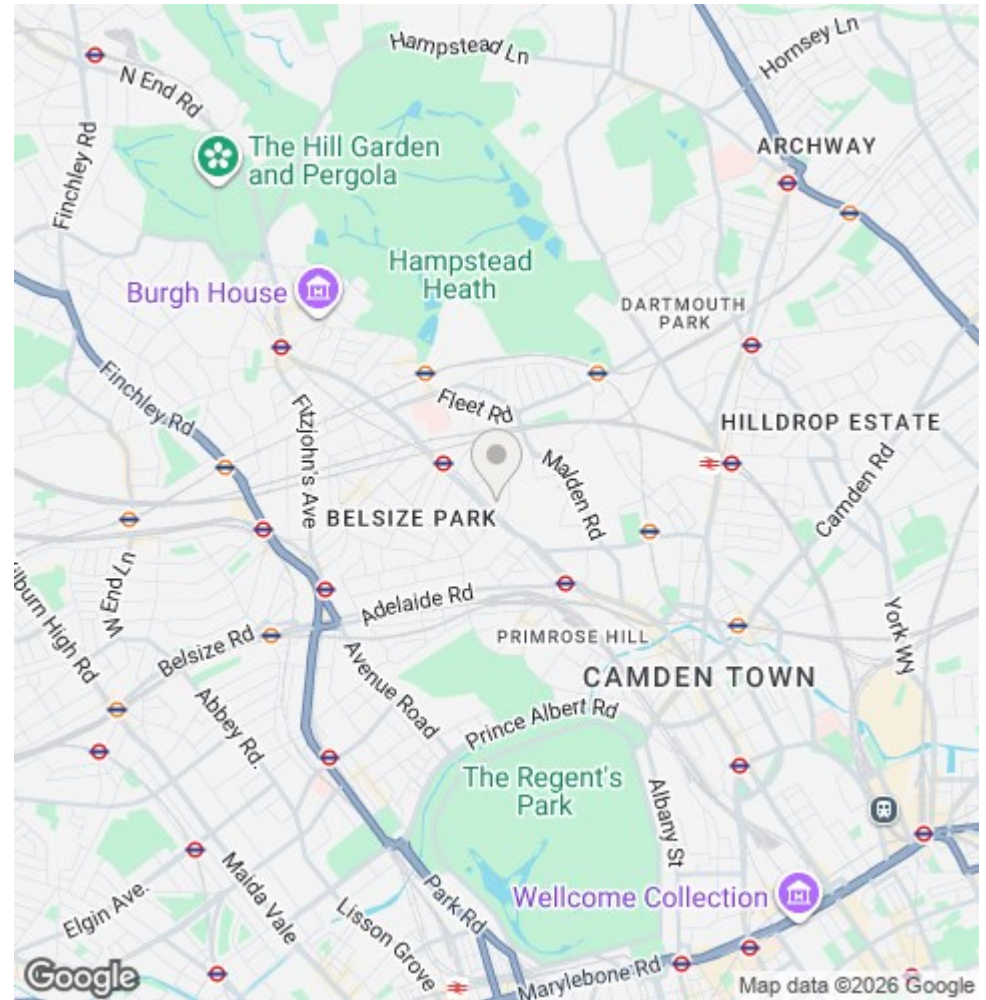 Hampstead Ln
Hornsey Ln
N End Rd
Finchley Rd
The Hill Garden
and Pergola
ARCHWAY
Hampstead
Heath
Burgh House
DARTMOUTH
PARK
Finchley Rd
Fitzjohn's Ave
Fleet Rd
HILLDROP ESTATE
Malden Rd
Camden Rd
BELSIZE PARK
W End Ln
ilburn High Rd
Adelaide Rd
Belsize Rd
PRIMROSE HILL
York Wy
Avenue Road
CAMDEN TOWN
Abbey Rd.
Prince Albert Rd
The Regent's
Park
Albany St
Maida Vale
Elgin Ave.
Lisson Grove
Park Rd
Wellcome Collection
Marylebone Rd
Google
Map data ©2026 Google